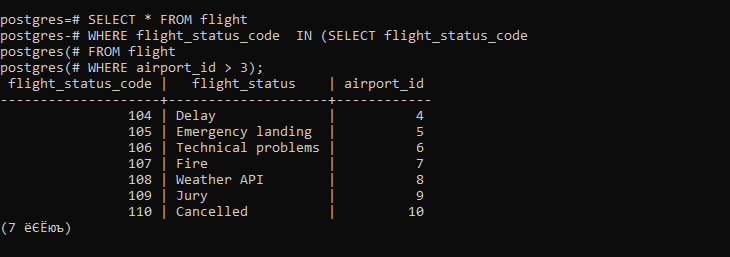 postgres=# SELECT * FROM flight
postgres-# WHERE flight_status_code  IN (SELECT flight_status_code
postgres(# FROM flight
postgres(# WHERE airport_id > 3);
 flight_status_code |   flight_status    | airport_id
--------------------+--------------------+------------
                104 | Delay              |          4
                105 | Emergency landing  |          5
                106 | Technical problems |          6
                107 | Fire               |          7
                108 | Weather API        |          8
                109 | Jury               |          9
                110 | Cancelled          |         10
(7 ёЄЁюъ)